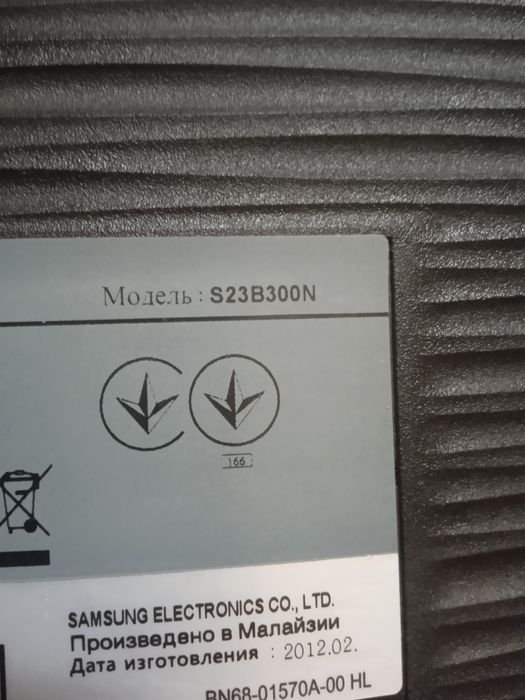 Модель : S23B300N
166
SAMSUNG ELECTRONICS CO., LTD.
Произведено в Малайзии
Дата изготовления : 2012.02.
BN68-01570A-00 HL